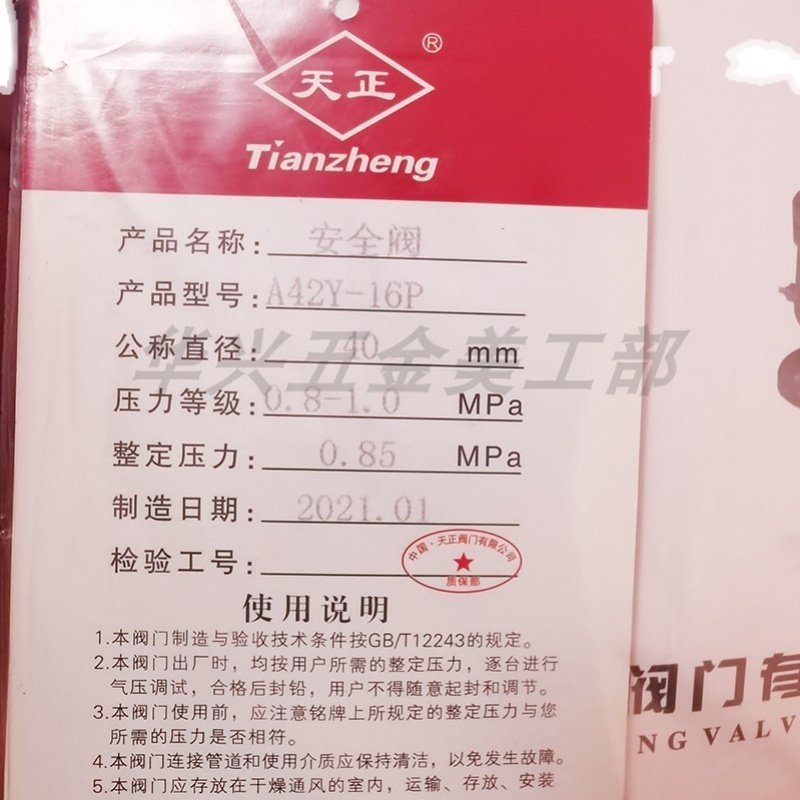 天正®
Tianzheng
产品名称：安全阀
产品型号：A42Y-16P
公称直径：40 mm
华兴五金美工部
压力等级：0.8-1.0 MPa
整定压力：0.85 MPa
制造日期：2021.01
检验工号：
中国·天正阀门有限公司
质保部
使用说明
1.本阀门制造与验收技术条件按GB/T12243的规定。
2.本阀门出厂时，均按用户所需的整定压力，逐台进行
气压调试，合格后封铅，用户不得随意起封和调节。
3.本阀门使用前，应注意铭牌上所规定的整定压力与您
所需的压力是否相符。
4.本阀门连接管道和使用介质应保持清洁，以免发生故障。
5.本阀门应存放在干燥通风的室内，运输、存放、安装
阀门有
NG VALV